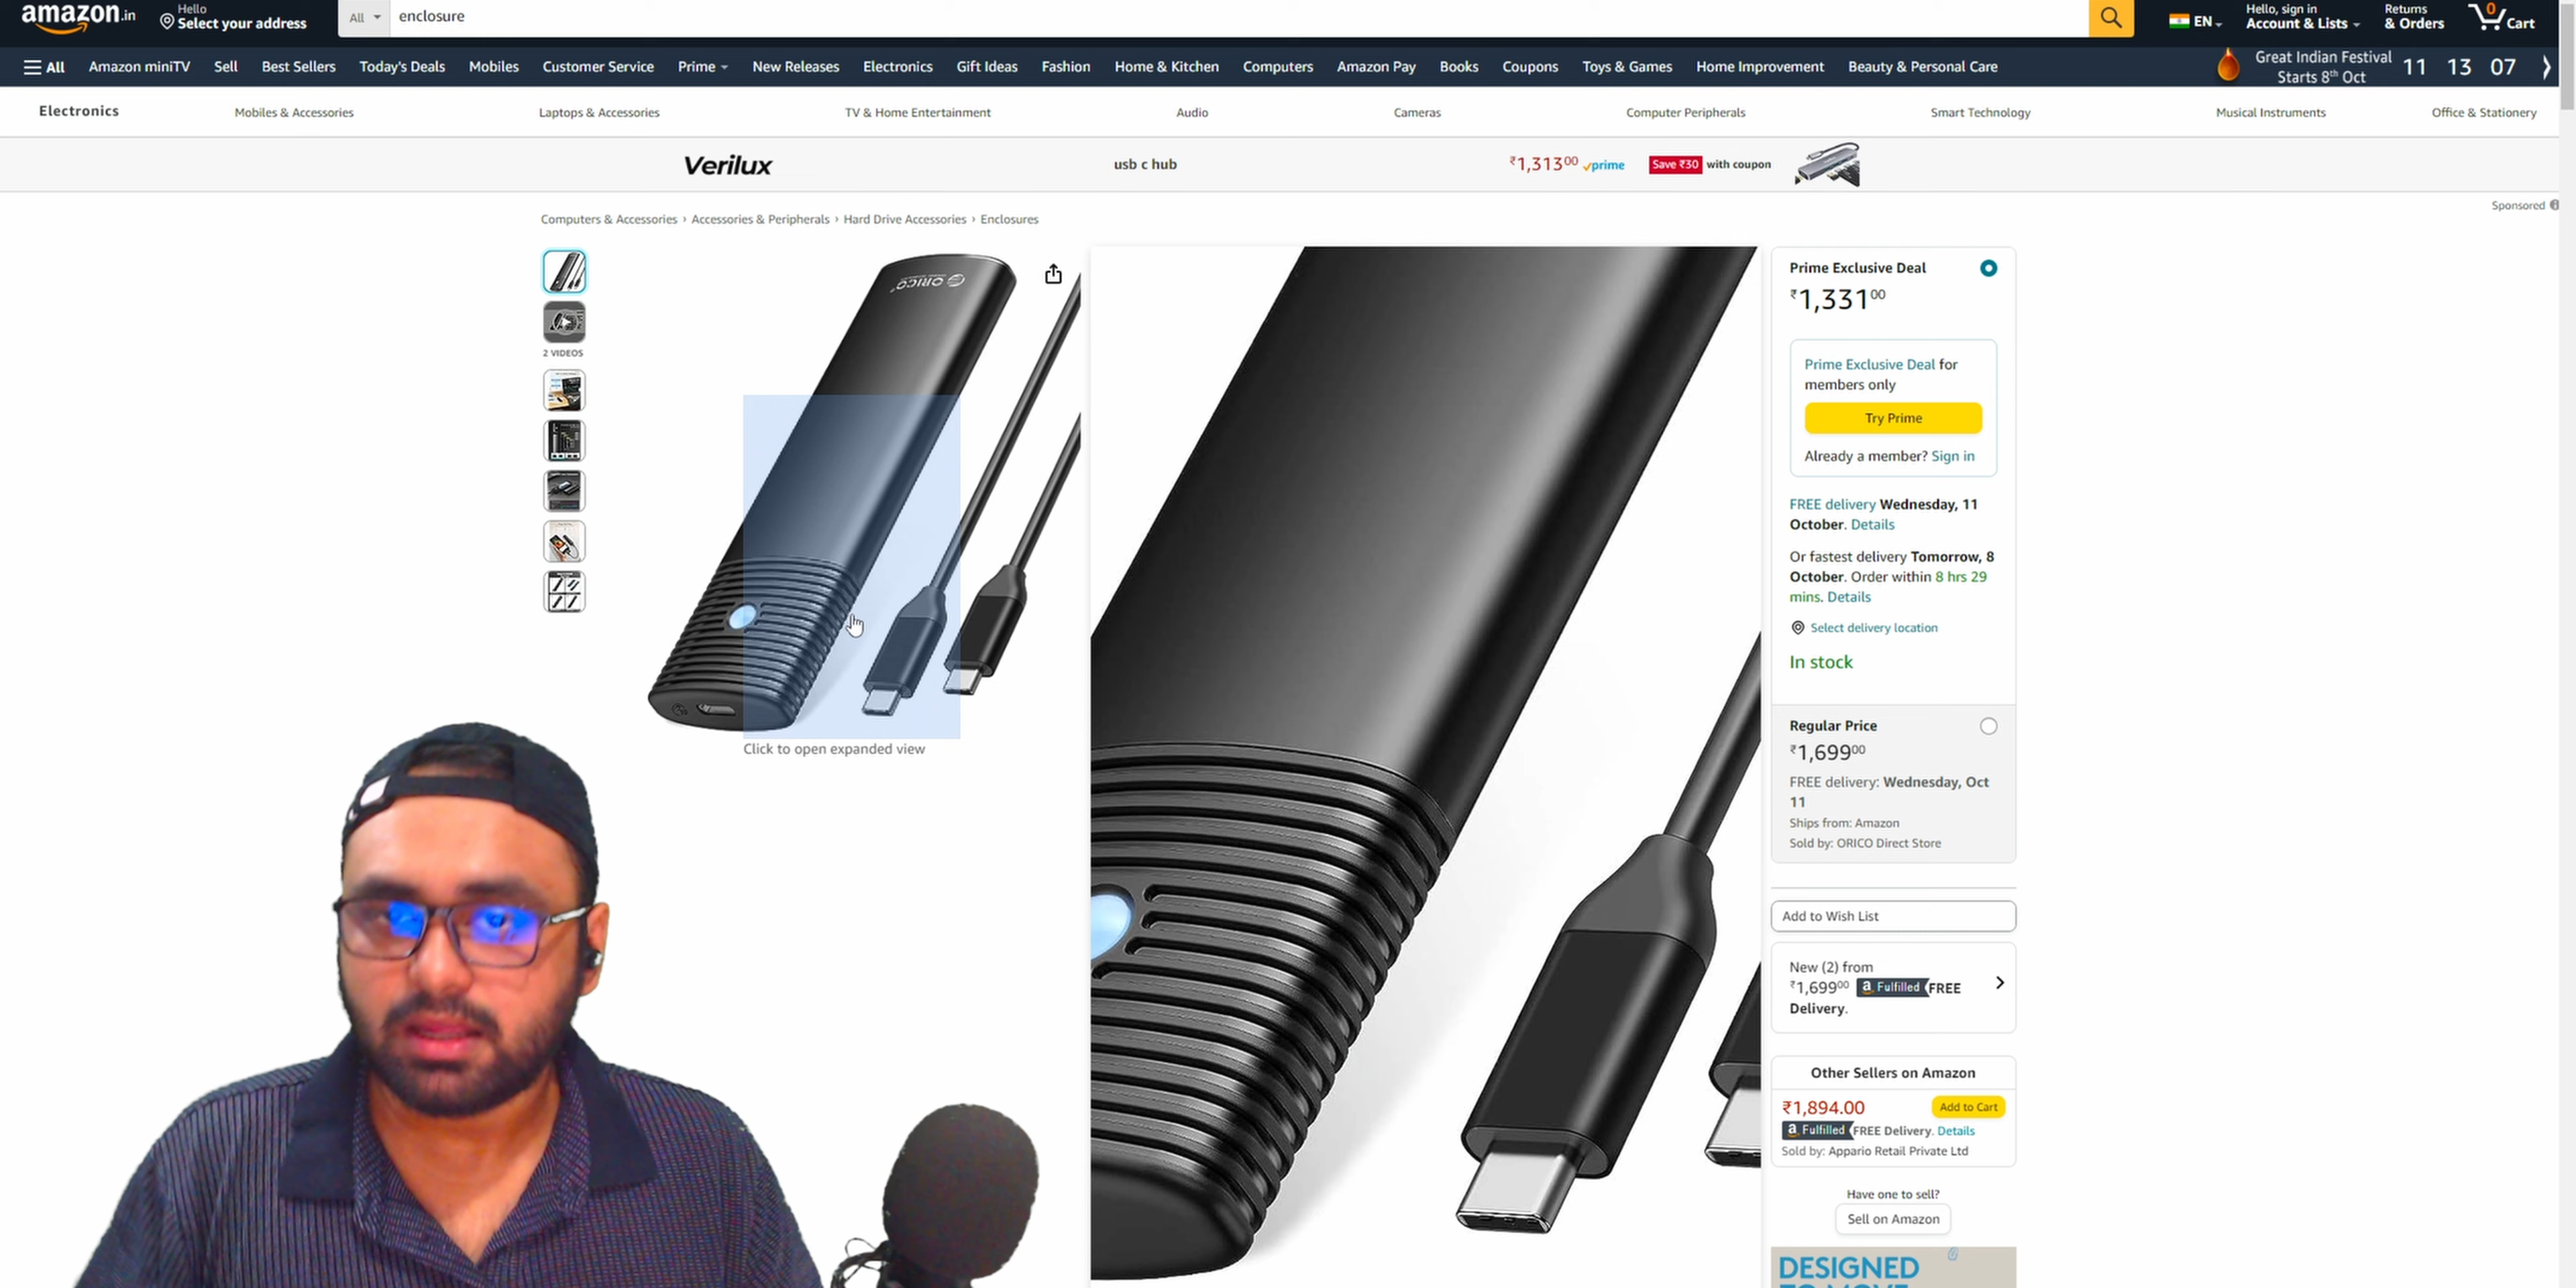 amazon.in
Hello
Select your address
All
enclosure
EN
Hello, sign in
Account & Lists
Returns
& Orders
0
Cart
All
Amazon miniTV
Sell
Best Sellers
Today's Deals
Mobiles
Customer Service
Prime
New Releases
Electronics
Gift Ideas
Fashion
Home & Kitchen
Computers
Amazon Pay
Books
Coupons
Toys & Games
Home Improvement
Beauty & Personal Care
Great Indian Festival
Starts 8th Oct
11 13 07
Electronics
Mobiles & Accessories
Laptops & Accessories
TV & Home Entertainment
Audio
Cameras
Computer Peripherals
Smart Technology
Musical Instruments
Office & Stationery
Verilux
usb c hub
₹1,31300 prime
Save ₹30 with coupon
Sponsored
Computers & Accessories › Accessories & Peripherals › Hard Drive Accessories › Enclosures
2 VIDEOS
ORICO
Click to open expanded view
Prime Exclusive Deal
₹1,33100
Prime Exclusive Deal for
members only
Try Prime
Already a member? Sign in
FREE delivery Wednesday, 11
October. Details
Or fastest delivery Tomorrow, 8
October. Order within 8 hrs 29
mins. Details
Select delivery location
In stock
Regular Price
₹1,69900
FREE delivery: Wednesday, Oct
11
Ships from: Amazon
Sold by: ORICO Direct Store
Add to Wish List
New (2) from
₹1,69900 a Fulfilled FREE
Delivery.
Other Sellers on Amazon
₹1,894.00
Add to Cart
a Fulfilled FREE Delivery. Details
Sold by: Appario Retail Private Ltd
Have one to sell?
Sell on Amazon
DESIGNED
TO MOVE